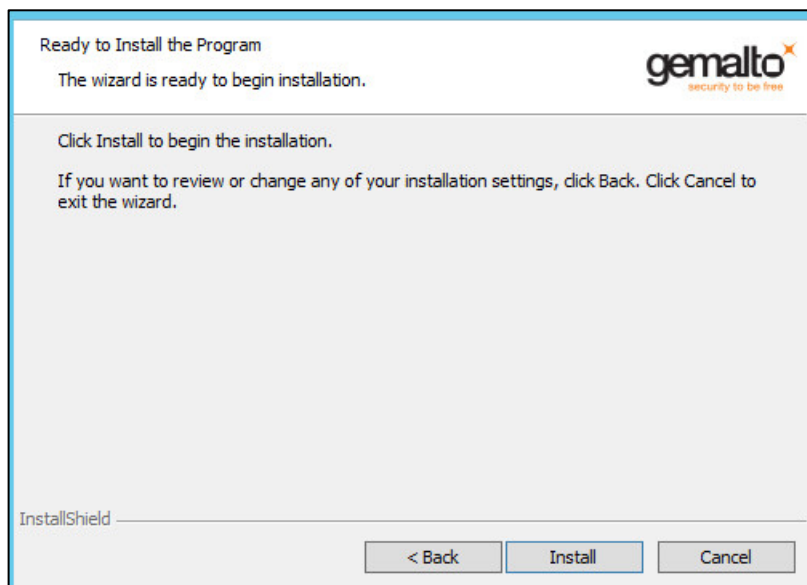 Ready to Install the Program
The wizard is ready to begin installation.
gemalto
security to be free
Click Install to begin the installation.
If you want to review or change any of your installation settings, click Back. Click Cancel to
exit the wizard.
InstallShield
< Back
Install
Cancel